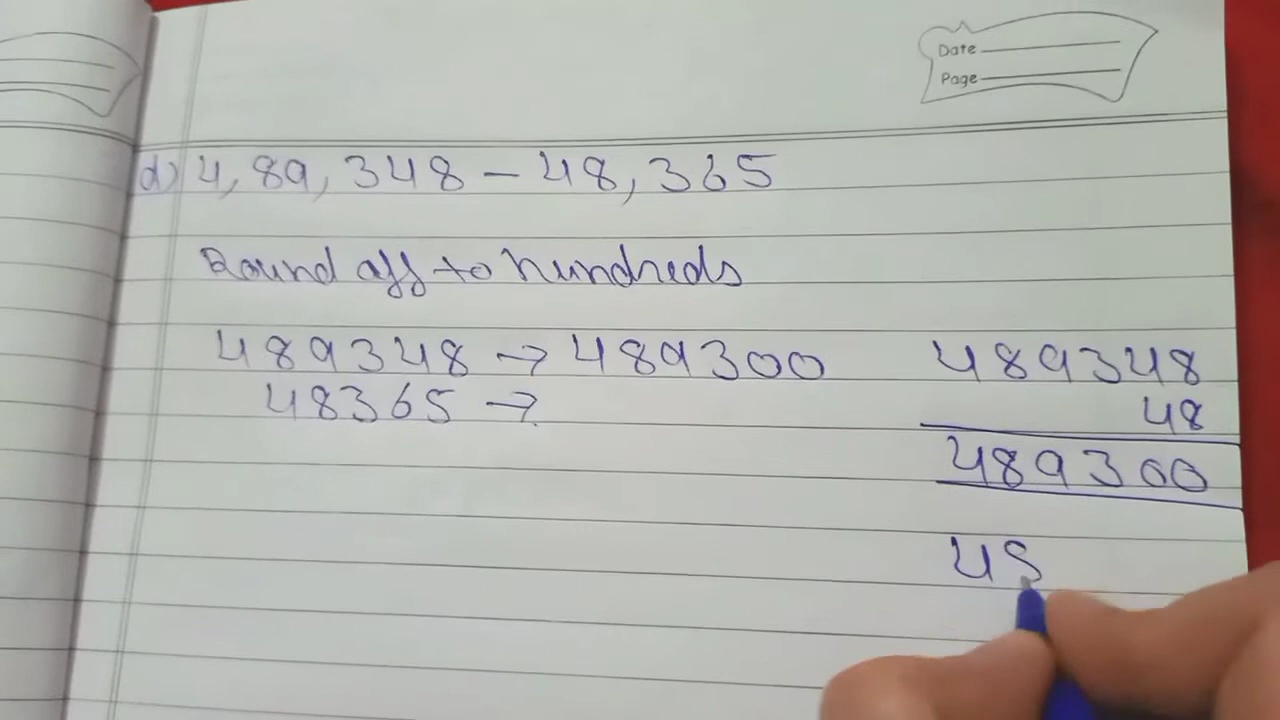 Date
Page
d) 4,89,348 - 48,365
Round off to hundreds
489348 → 489300
48365 →
489348
48
489300
48